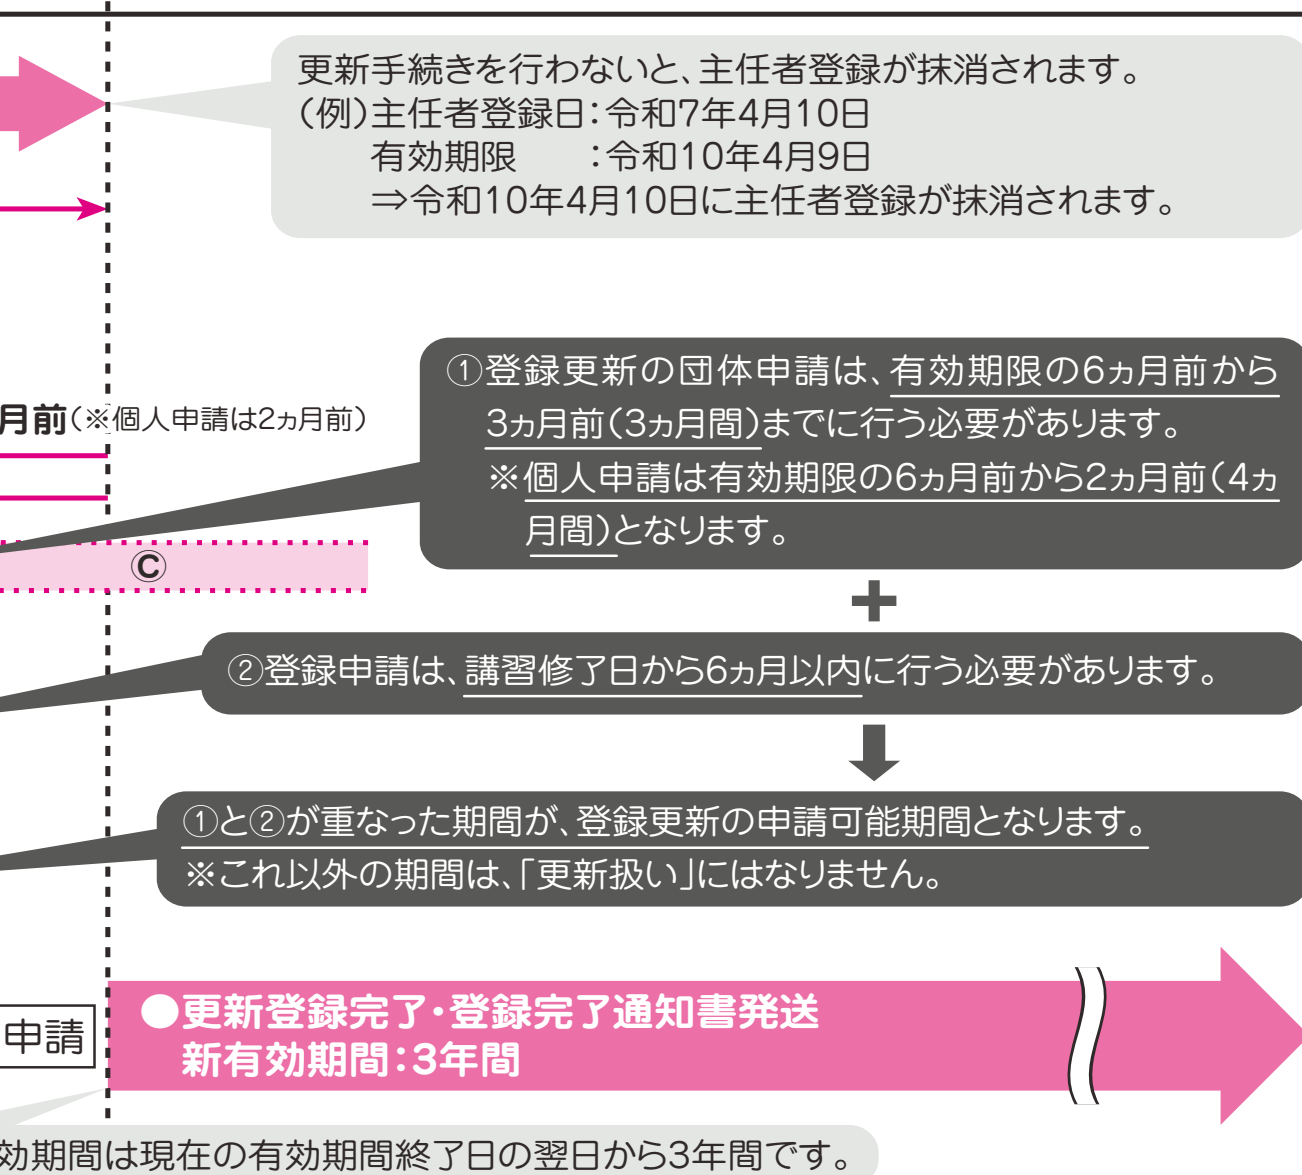 更新手続きを行わないと、主任者登録が抹消されます。
(例)主任者登録日:令和7年4月10日
有効期限　:令和10年4月9日
⇒令和10年4月10日に主任者登録が抹消されます。
①登録更新の団体申請は、有効期限の6ヵ月前から
3ヵ月前(3ヵ月間)までに行う必要があります。
※個人申請は有効期限の6ヵ月前から2ヵ月前(4ヵ
月間)となります。
月前(※個人申請は2ヵ月前)
Ⓒ
+
②登録申請は、講習修了日から6ヵ月以内に行う必要があります。
①と②が重なった期間が、登録更新の申請可能期間となります。
※これ以外の期間は、「更新扱い」にはなりません。
申請
●更新登録完了・登録完了通知書発送
新有効期間:3年間
効期間は現在の有効期間終了日の翌日から3年間です。